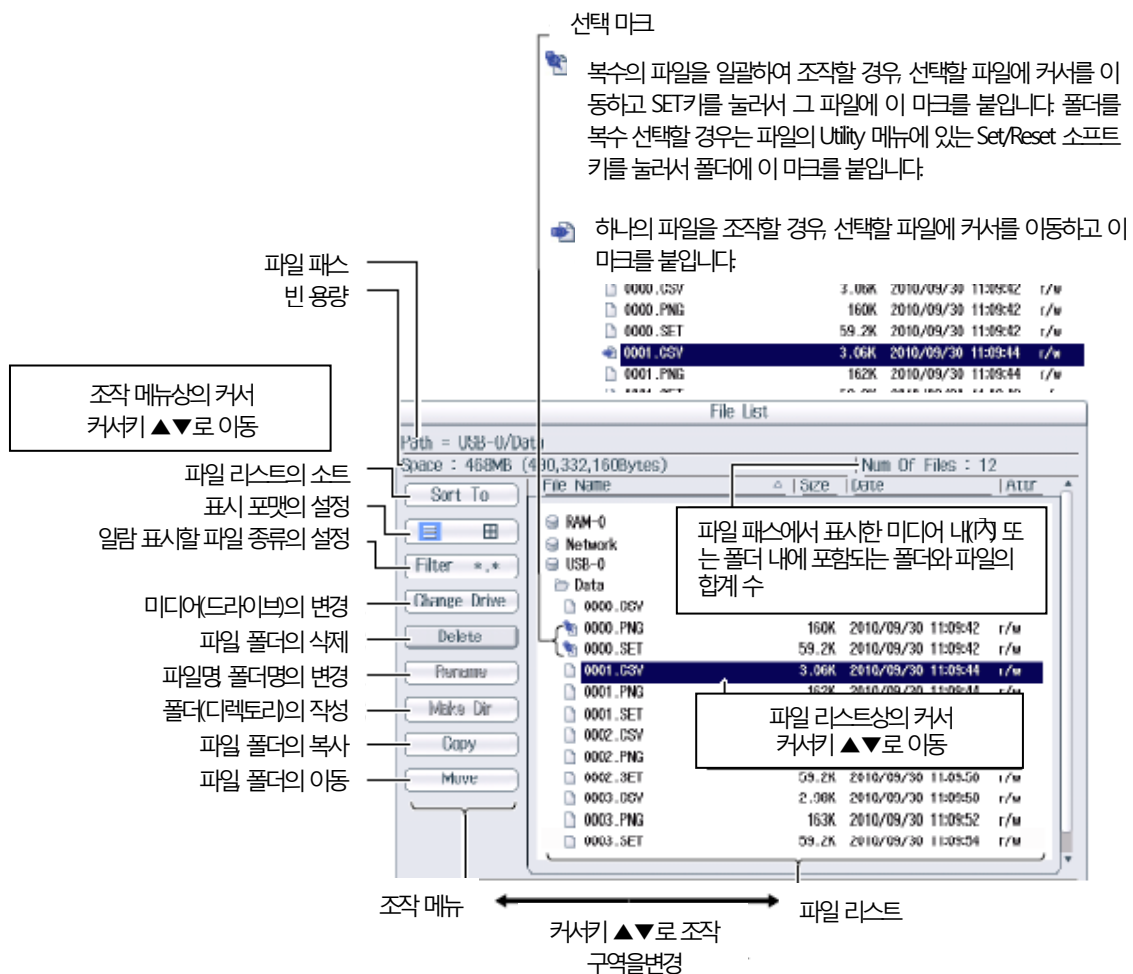 선택 마크
복수의 파일을 일괄하여 조작할 경우, 선택할 파일에 커서를 이
동하고 SET키를 눌러서 그 파일에 이 마크를 붙입니다. 폴더를
복수 선택할 경우는 파일의 Utility 메뉴에 있는 Set/Reset 소프트
키를 눌러서 폴더에 이 마크를 붙입니다.
하나의 파일을 조작할 경우, 선택할 파일에 커서를 이동하고 이
마크를 붙입니다.
0000.CSV 3.06K 2010/09/30 11:09:42 r/w
0000.PNG 160K 2010/09/30 11:09:42 r/w
0000.SET 59.2K 2010/09/30 11:09:42 r/w
0001.CSV 3.06K 2010/09/30 11:09:44 r/w
0001.PNG 162K 2010/09/30 11:09:44 r/w
파일 패스
빈 용량
조작 메뉴상의 커서
커서키 ▲▼로 이동
파일 리스트의 소트
표시 포맷의 설정
일람 표시할 파일 종류의 설정
미디어(드라이브)의 변경
파일, 폴더의 삭제
파일명, 폴더명의 변경
폴더(디렉토리)의 작성
파일, 폴더의 복사
파일, 폴더의 이동
File List
Path = USB-0/Data
Space : 468MB (490,332,160Bytes) Num Of Files : 12
Sort To
Filter *.*
Change Drive
Delete
Rename
Make Dir
Copy
Move
File Name Size Date Attr
RAM-0
Network
USB-0
Data
0000.CSV
0000.PNG 160K 2010/09/30 11:09:42 r/w
0000.SET 59.2K 2010/09/30 11:09:42 r/w
0001.CSV 3.06K 2010/09/30 11:09:44 r/w
0001.PNG 162K 2010/09/30 11:09:44 r/w
0001.SET
0002.CSV
0002.PNG
0002.SET 59.2K 2010/09/30 11:09:50 r/w
0003.CSV 2.98K 2010/09/30 11:09:50 r/w
0003.PNG 163K 2010/09/30 11:09:52 r/w
0003.SET 59.2K 2010/09/30 11:09:54 r/w
파일 패스에서 표시한 미디어 내(內) 또
는 폴더 내에 포함되는 폴더와 파일의
합계 수
파일 리스트상의 커서
커서키 ▲▼로 이동
조작 메뉴
커서키 ▲▼로 조작
구역을변경
파일 리스트